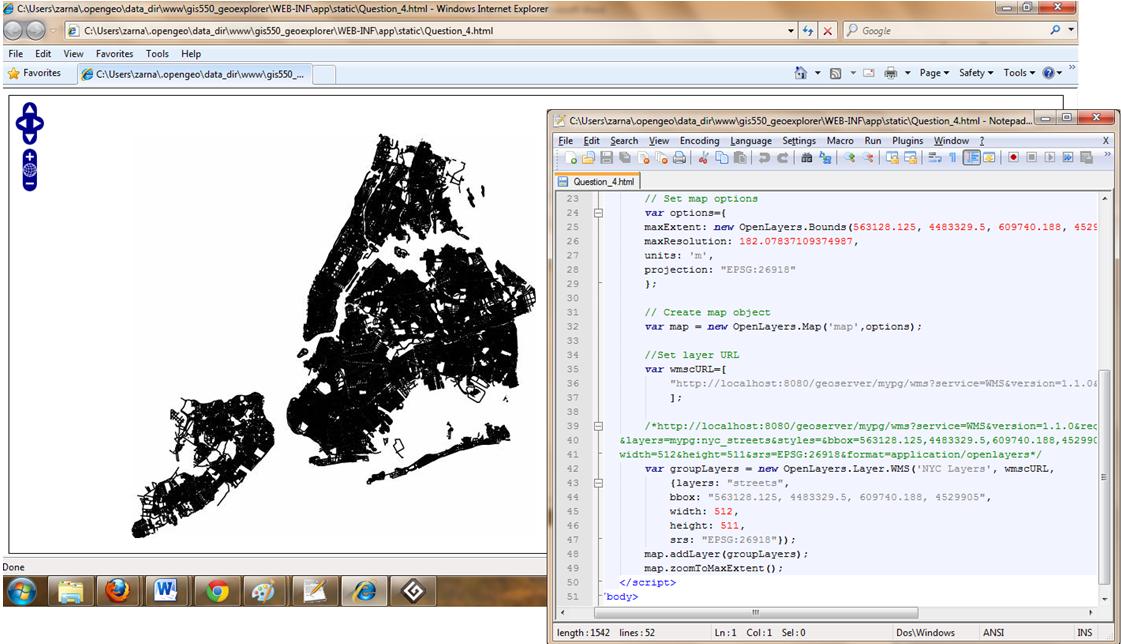 C:\Users\zarna\.opengeo\data_dir\www\gis550_geoexplorer\WEB-INF\app\static\Question_4.html - Windows Internet Explorer
C:\Users\zarna\.opengeo\data_dir\www\gis550_geoexplorer\WEB-INF\app\static\Question_4.html
Google
File Edit View Favorites Tools Help
Favorites
C:\Users\zarna\.opengeo\data_dir\www\gis550_...
Page Safety Tools
C:\Users\zarna\.opengeo\data_dir\www\gis550_geoexplorer\WEB-INF\app\static\Question_4.html - Notepad...
File Edit Search View Encoding Language Settings Macro Run Plugins Window ? X
Question_4.html
23 // Set map options
24 var options={
25 maxExtent: new OpenLayers.Bounds(563128.125, 4483329.5, 609740.188, 4529
26 maxResolution: 182.07837109374987,
27 units: 'm',
28 projection: "EPSG:26918"
29 };
30
31 // Create map object
32 var map = new OpenLayers.Map('map',options);
33
34 //Set layer URL
35 var wmscURL=[
36 "http://localhost:8080/geoserver/mypg/wms?service=WMS&version=1.1.0&
37 ];
38
39 /*http://localhost:8080/geoserver/mypg/wms?service=WMS&version=1.1.0&re
40 &layers=mypg:nyc_streets&styles=&bbox=563128.125,4483329.5,609740.188,45299
41 width=512&height=511&srs=EPSG:26918&format=application/openlayers*/
42 var groupLayers = new OpenLayers.Layer.WMS('NYC Layers', wmscURL,
43 {layers: "streets",
44 bbox: "563128.125, 4483329.5, 609740.188, 4529905",
45 width: 512,
46 height: 511,
47 srs: "EPSG:26918"});
48 map.addLayer(groupLayers);
49 map.zoomToMaxExtent();
50 </script>
51 body>
Done
length:1542 lines:52 Ln:1 Col:1 Sel:0 Dos\Windows ANSI INS